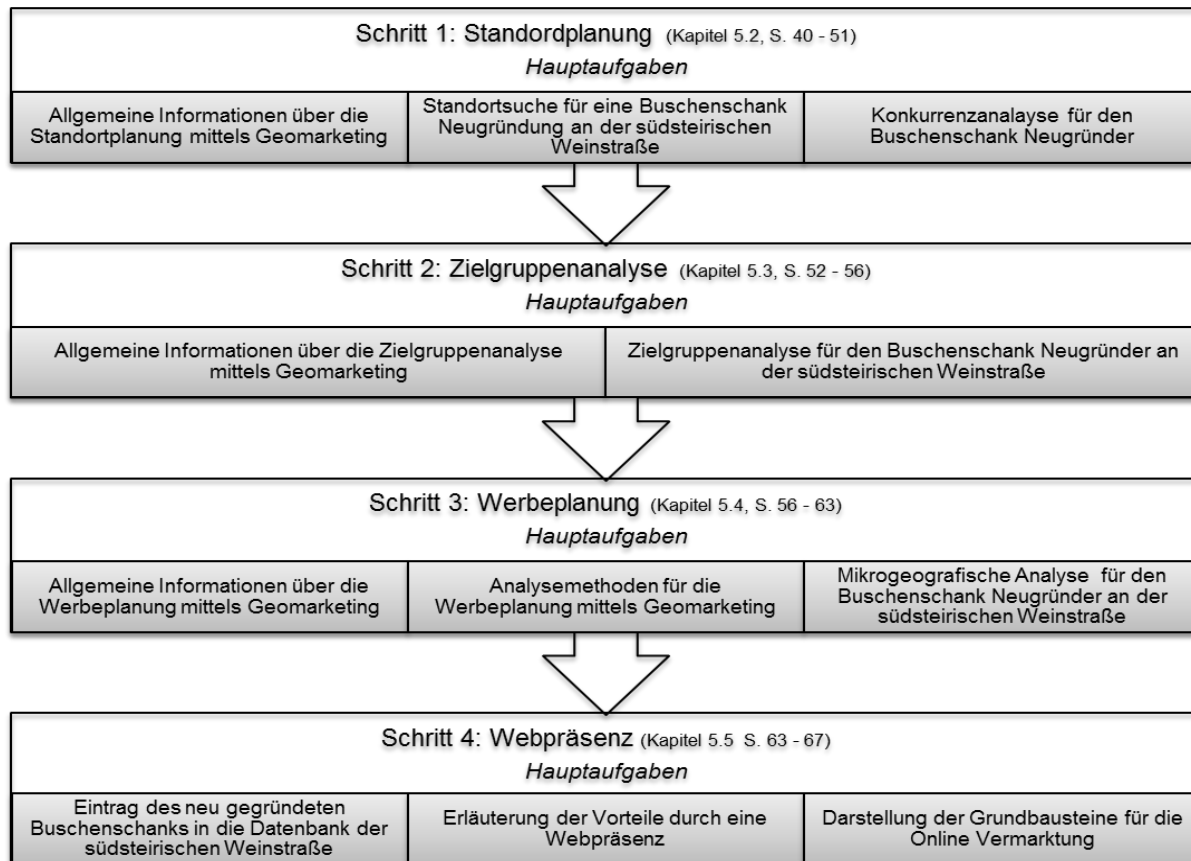 Schritt 1: Standordplanung (Kapitel 5.2, S. 40 - 51)
Hauptaufgaben
Allgemeine Informationen über die
Standortplanung mittels Geomarketing
Standortsuche für eine Buschenschank
Neugründung an der südsteirischen
Weinstraße
Konkurrenzanalayse für den
Buschenschank Neugründer
Schritt 2: Zielgruppenanalyse (Kapitel 5.3, S. 52 - 56)
Hauptaufgaben
Allgemeine Informationen über die Zielgruppenanalyse
mittels Geomarketing
Zielgruppenanalyse für den Buschenschank Neugründer an
der südsteirischen Weinstraße
Schritt 3: Werbeplanung (Kapitel 5.4, S. 56 - 63)
Hauptaufgaben
Allgemeine Informationen über die
Werbeplanung mittels Geomarketing
Analysemethoden für die
Werbeplanung mittels Geomarketing
Mikrogeografische Analyse für den
Buschenschank Neugründer an der
südsteirischen Weinstraße
Schritt 4: Webpräsenz (Kapitel 5.5 S. 63 - 67)
Hauptaufgaben
Eintrag des neu gegründeten
Buschenschanks in die Datenbank der
südsteirischen Weinstraße
Erläuterung der Vorteile durch eine
Webpräsenz
Darstellung der Grundbausteine für die
Online Vermarktung